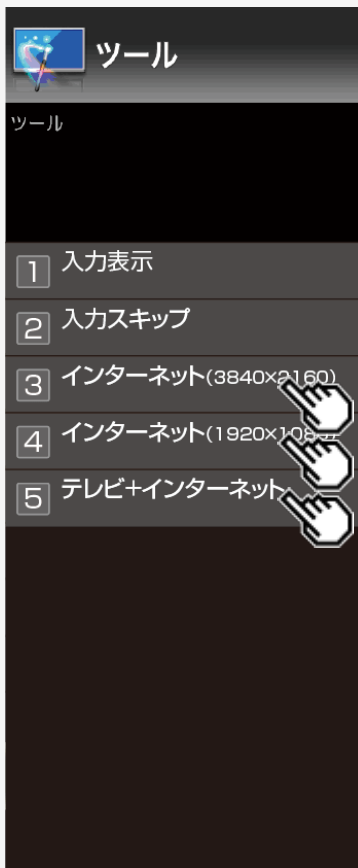 ツール
ツール
1 入力表示
2 入力スキップ
3 インターネット(3840×2160)
4 インターネット(1920×1080)
5 テレビ+インターネット